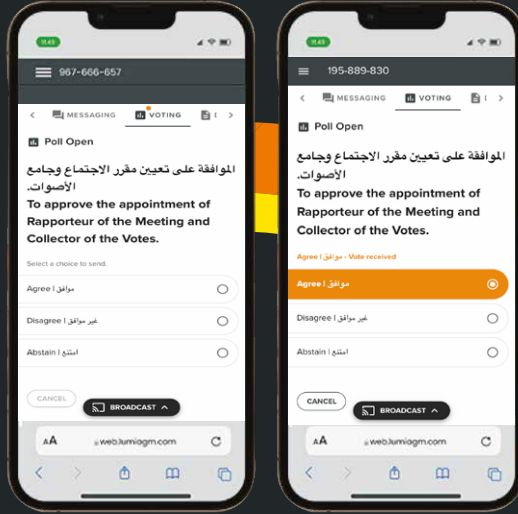 11:49
967-666-657
MESSAGING
VOTING
Poll Open
الموافقة على تعيين مقرر الاجتماع وجامع
الأصوات.
To approve the appointment of
Rapporteur of the Meeting and
Collector of the Votes.
Select a choice to send.
Agree | موافق
Disagree | غير موافق
Abstain | امتنع
CANCEL
BROADCAST
AA
web.lumiagm.com
11:49
195-889-830
MESSAGING
VOTING
Poll Open
الموافقة على تعيين مقرر الاجتماع وجامع
الأصوات.
To approve the appointment of
Rapporteur of the Meeting and
Collector of the Votes.
Agree | موافق - Vote received
Agree | موافق
Disagree | غير موافق
Abstain | امتنع
CANCEL
BROADCAST
AA
web.lumiagm.com